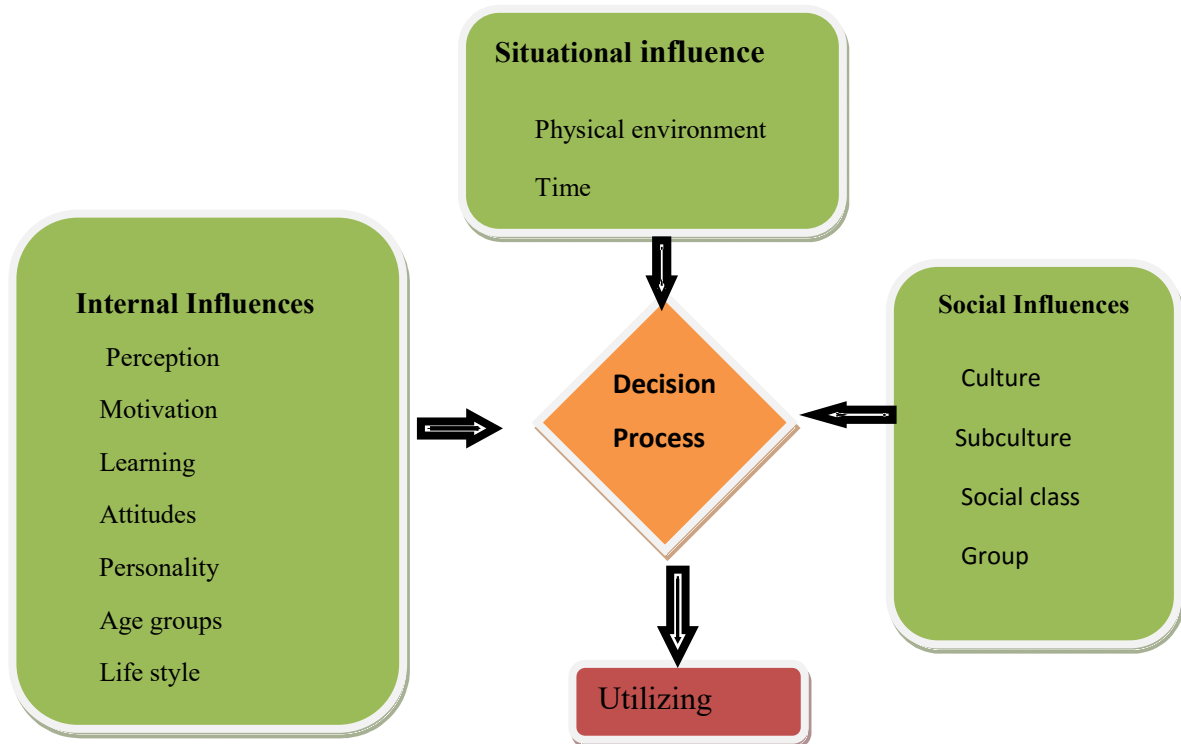 Situational influence
Physical environment
Time
Internal Influences
Perception
Motivation
Learning
Attitudes
Personality
Age groups
Life style
Decision
Process
Social Influences
Culture
Subculture
Social class
Group
Utilizing